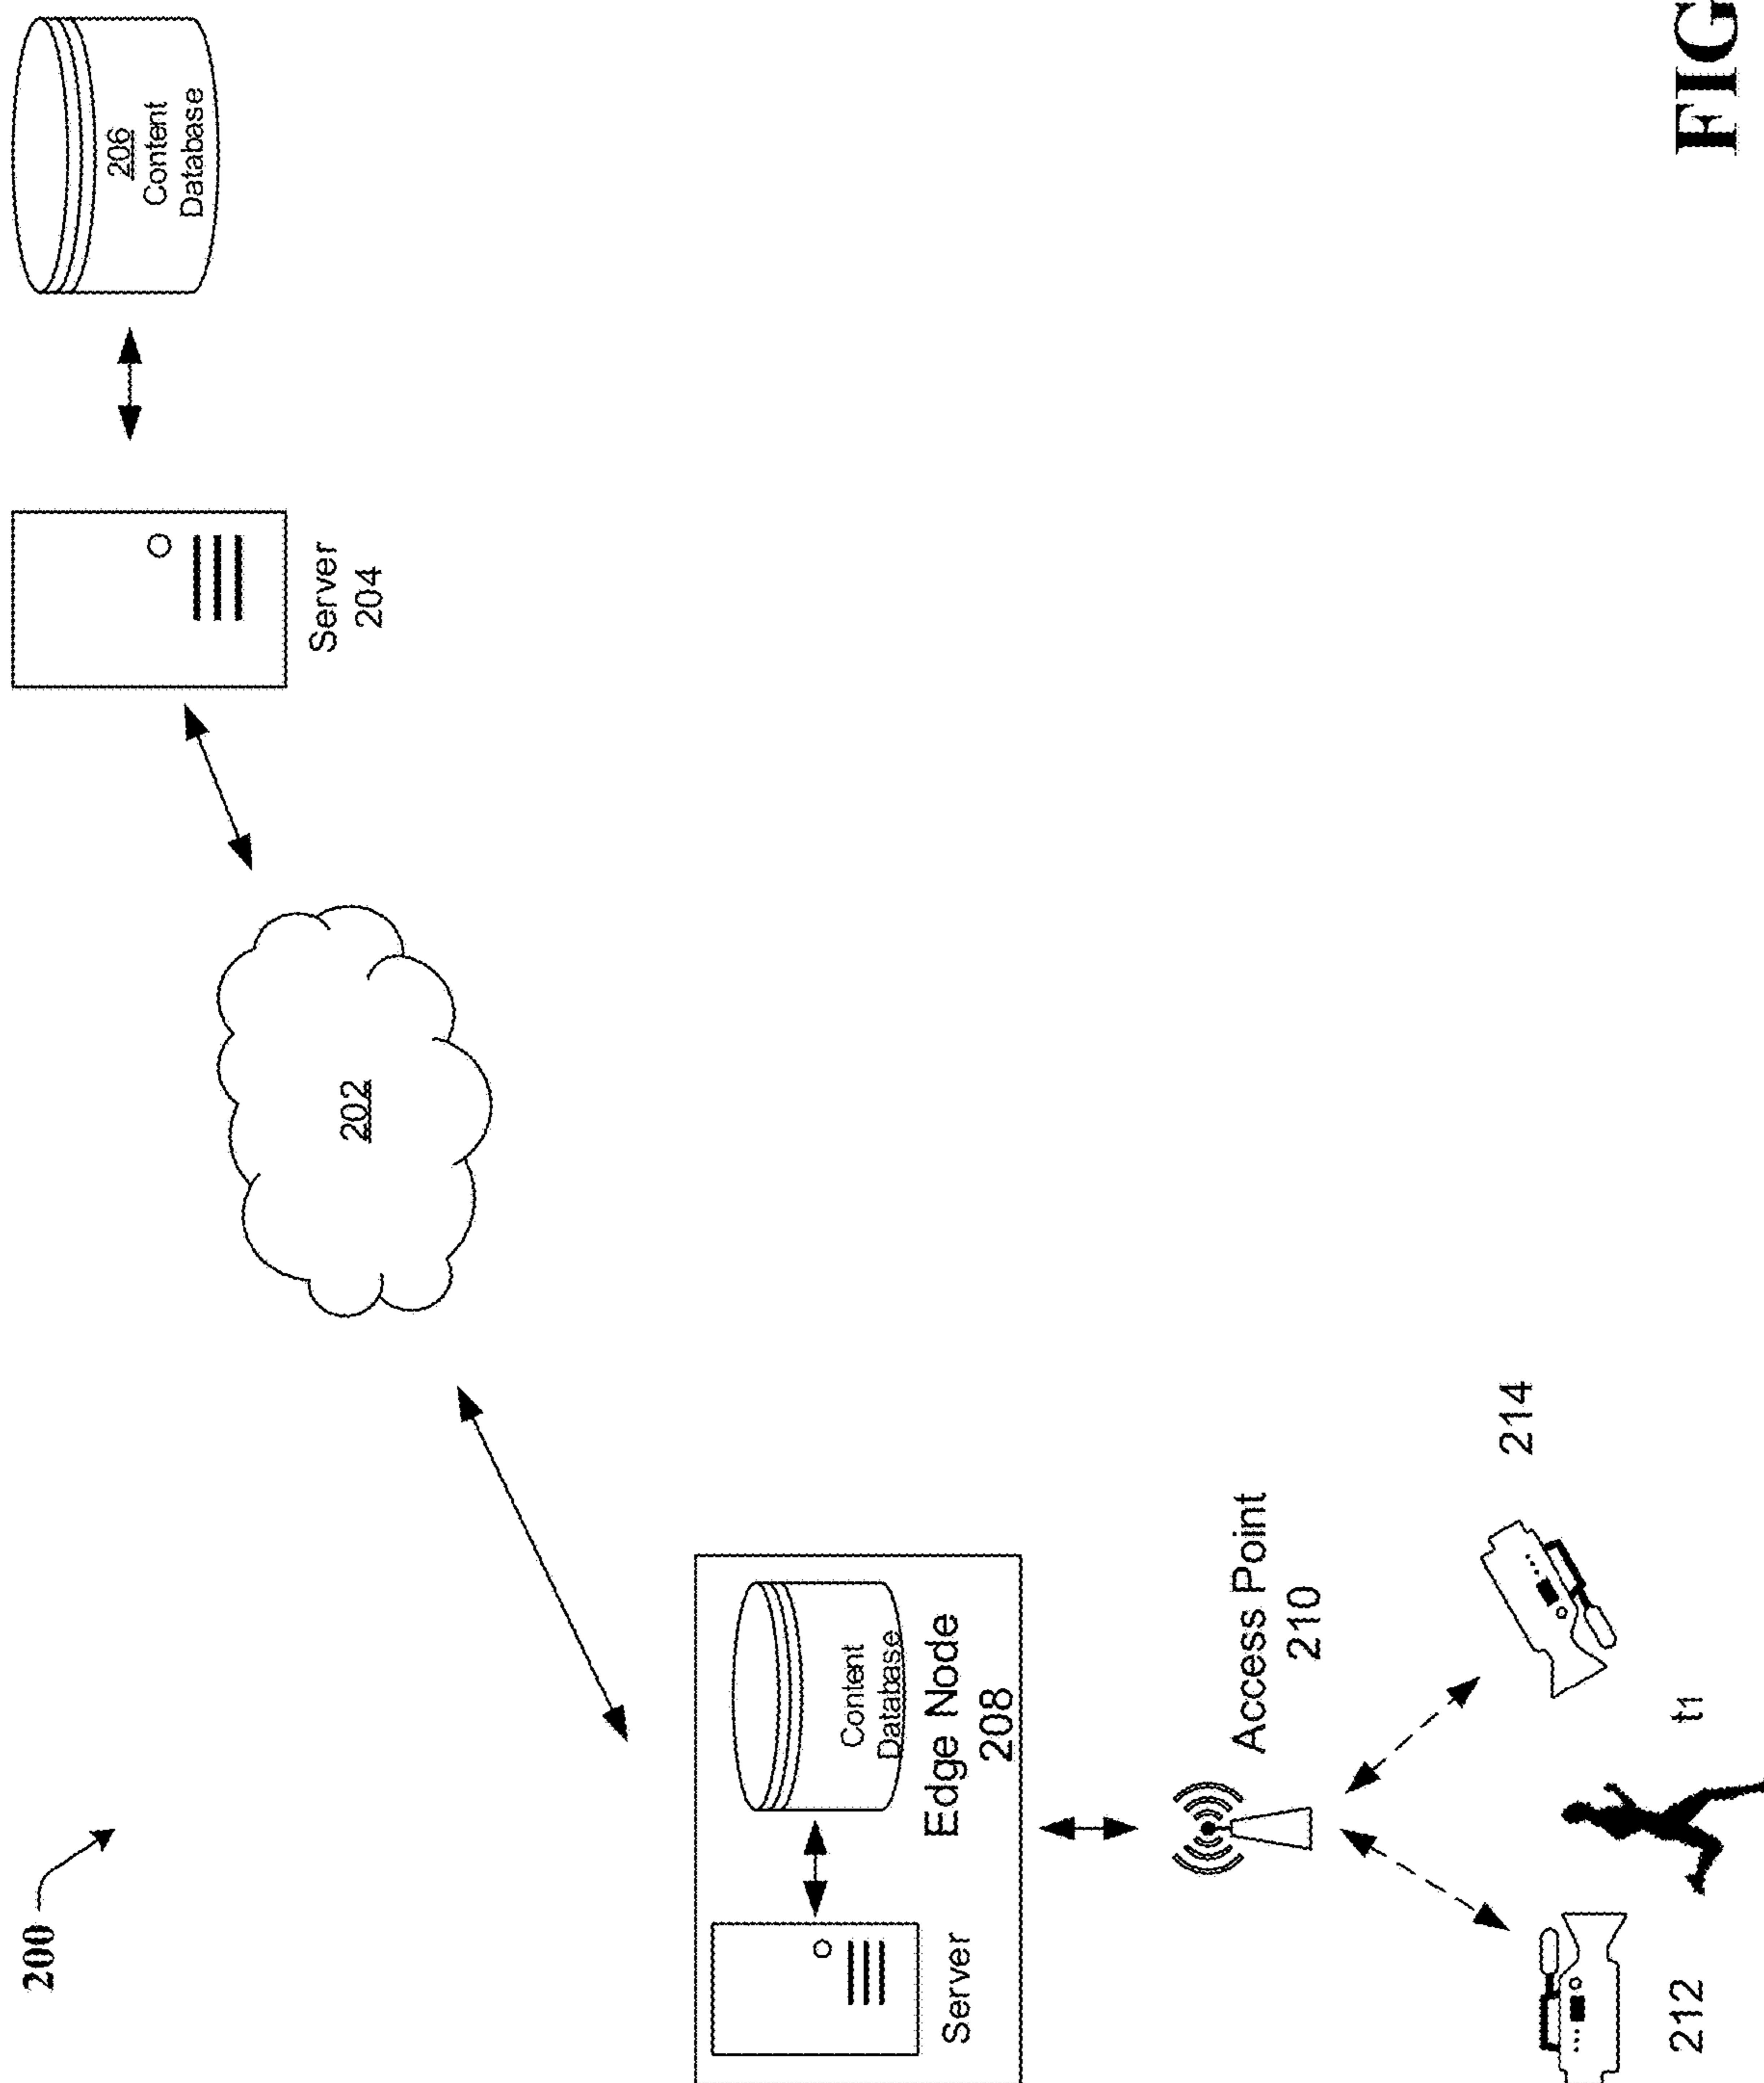 200
202
Server
204
206
Content
Database
Server
Content
Database
Edge Node
208
Access Point
210
212
t1
214
FIG